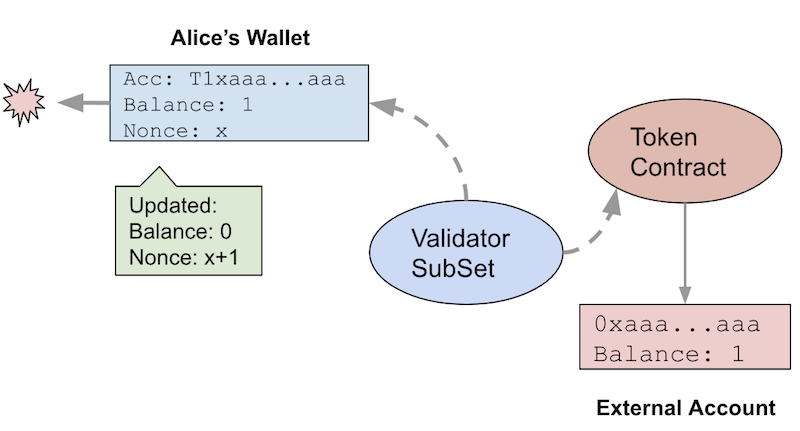 Alice’s Wallet
Acc: T1xaaa...aaa
Balance: 1
Nonce: x
Updated:
Balance: 0
Nonce: x+1
Validator
SubSet
Token
Contract
0xaaa...aaa
Balance: 1
External Account